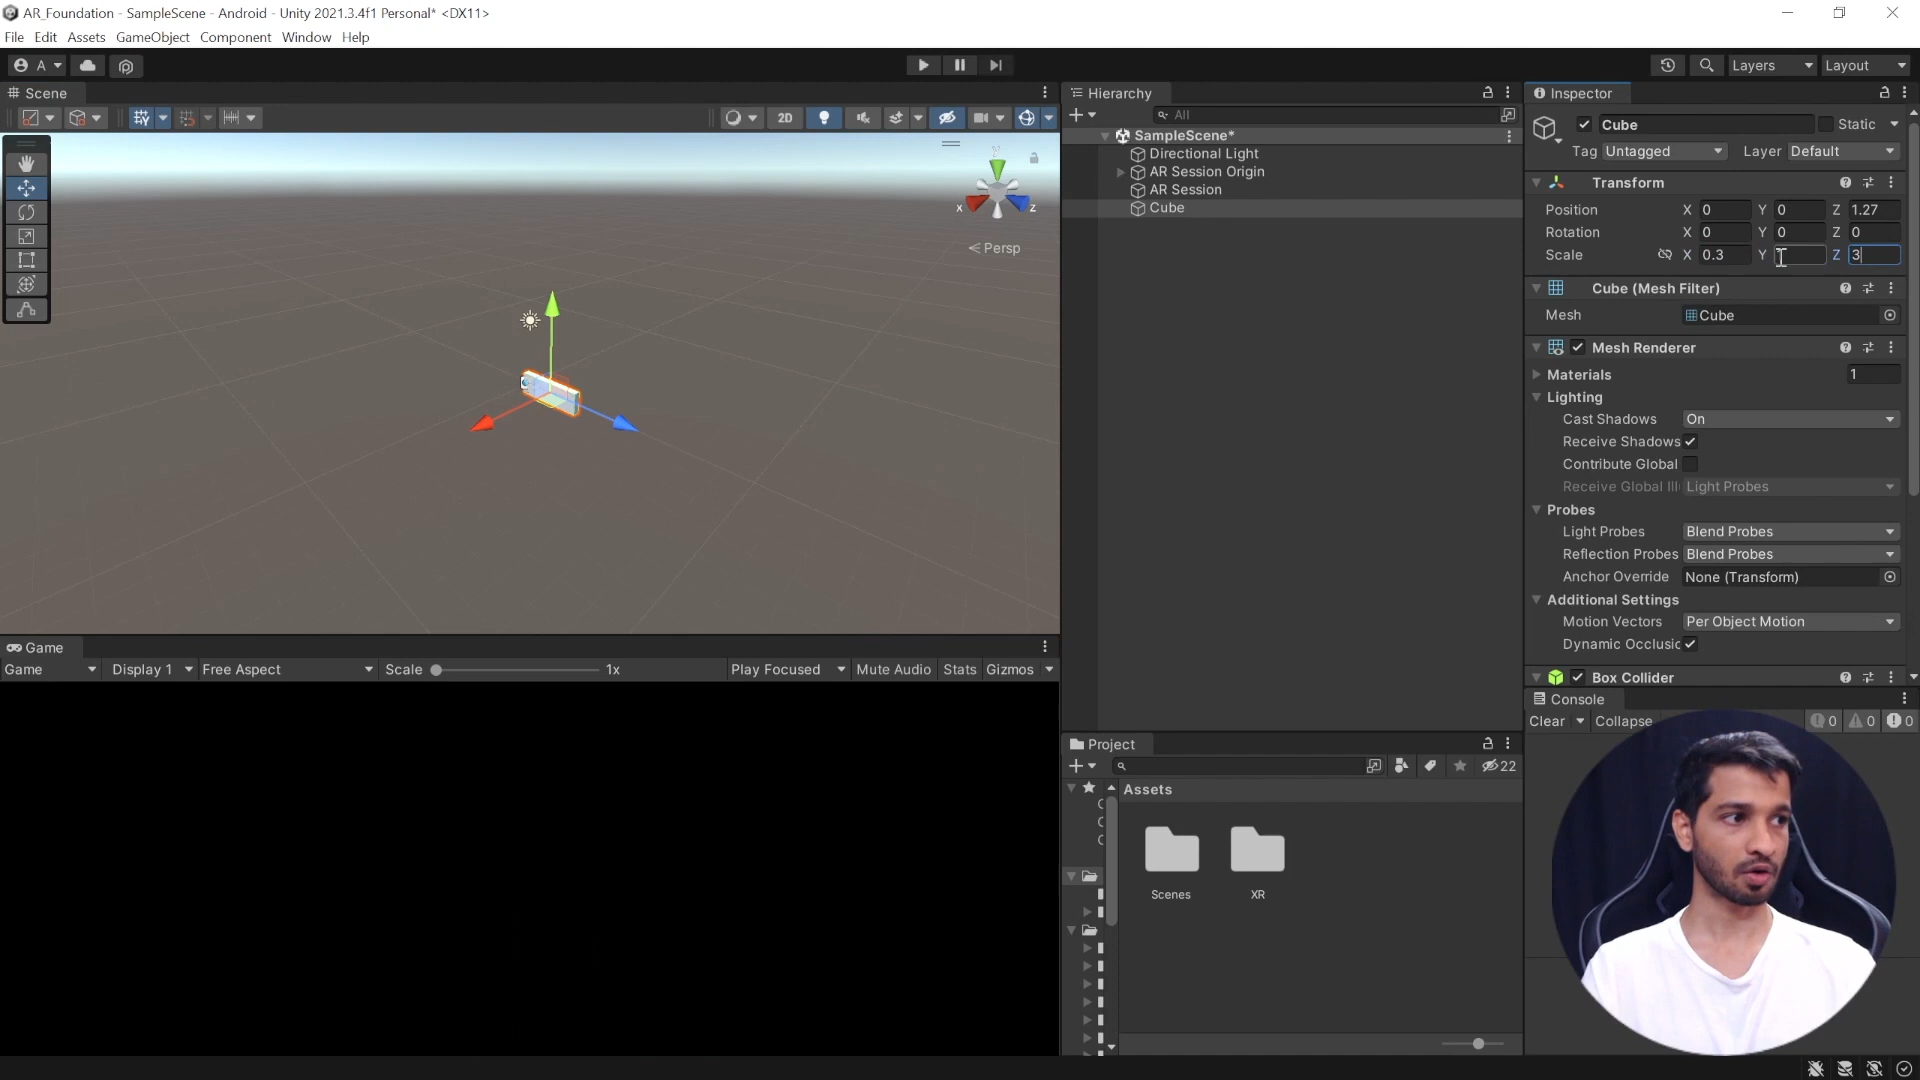 AR_Foundation - SampleScene - Android - Unity 2021.3.4f1 Personal* <DX11>
File Edit Assets GameObject Component Window Help
A Layers Layout
Scene
2D
y
x z
Persp
Game
Game Display 1 Free Aspect Scale 1x Play Focused Mute Audio Stats Gizmos
Hierarchy
All
SampleScene*
Directional Light
AR Session Origin
AR Session
Cube
Project
22
Assets
Scenes XR
Inspector
Cube Static
Tag Untagged Layer Default
Transform
Position X 0 Y 0 Z 1.27
Rotation X 0 Y 0 Z 0
Scale X 0.3 Y Z 3
Cube (Mesh Filter)
Mesh Cube
Mesh Renderer
Materials 1
Lighting
Cast Shadows On
Receive Shadows
Contribute Global
Receive Global Ill Light Probes
Probes
Light Probes Blend Probes
Reflection Probes Blend Probes
Anchor Override None (Transform)
Additional Settings
Motion Vectors Per Object Motion
Dynamic Occlusic
Box Collider
Console
Clear Collapse 0 0 0